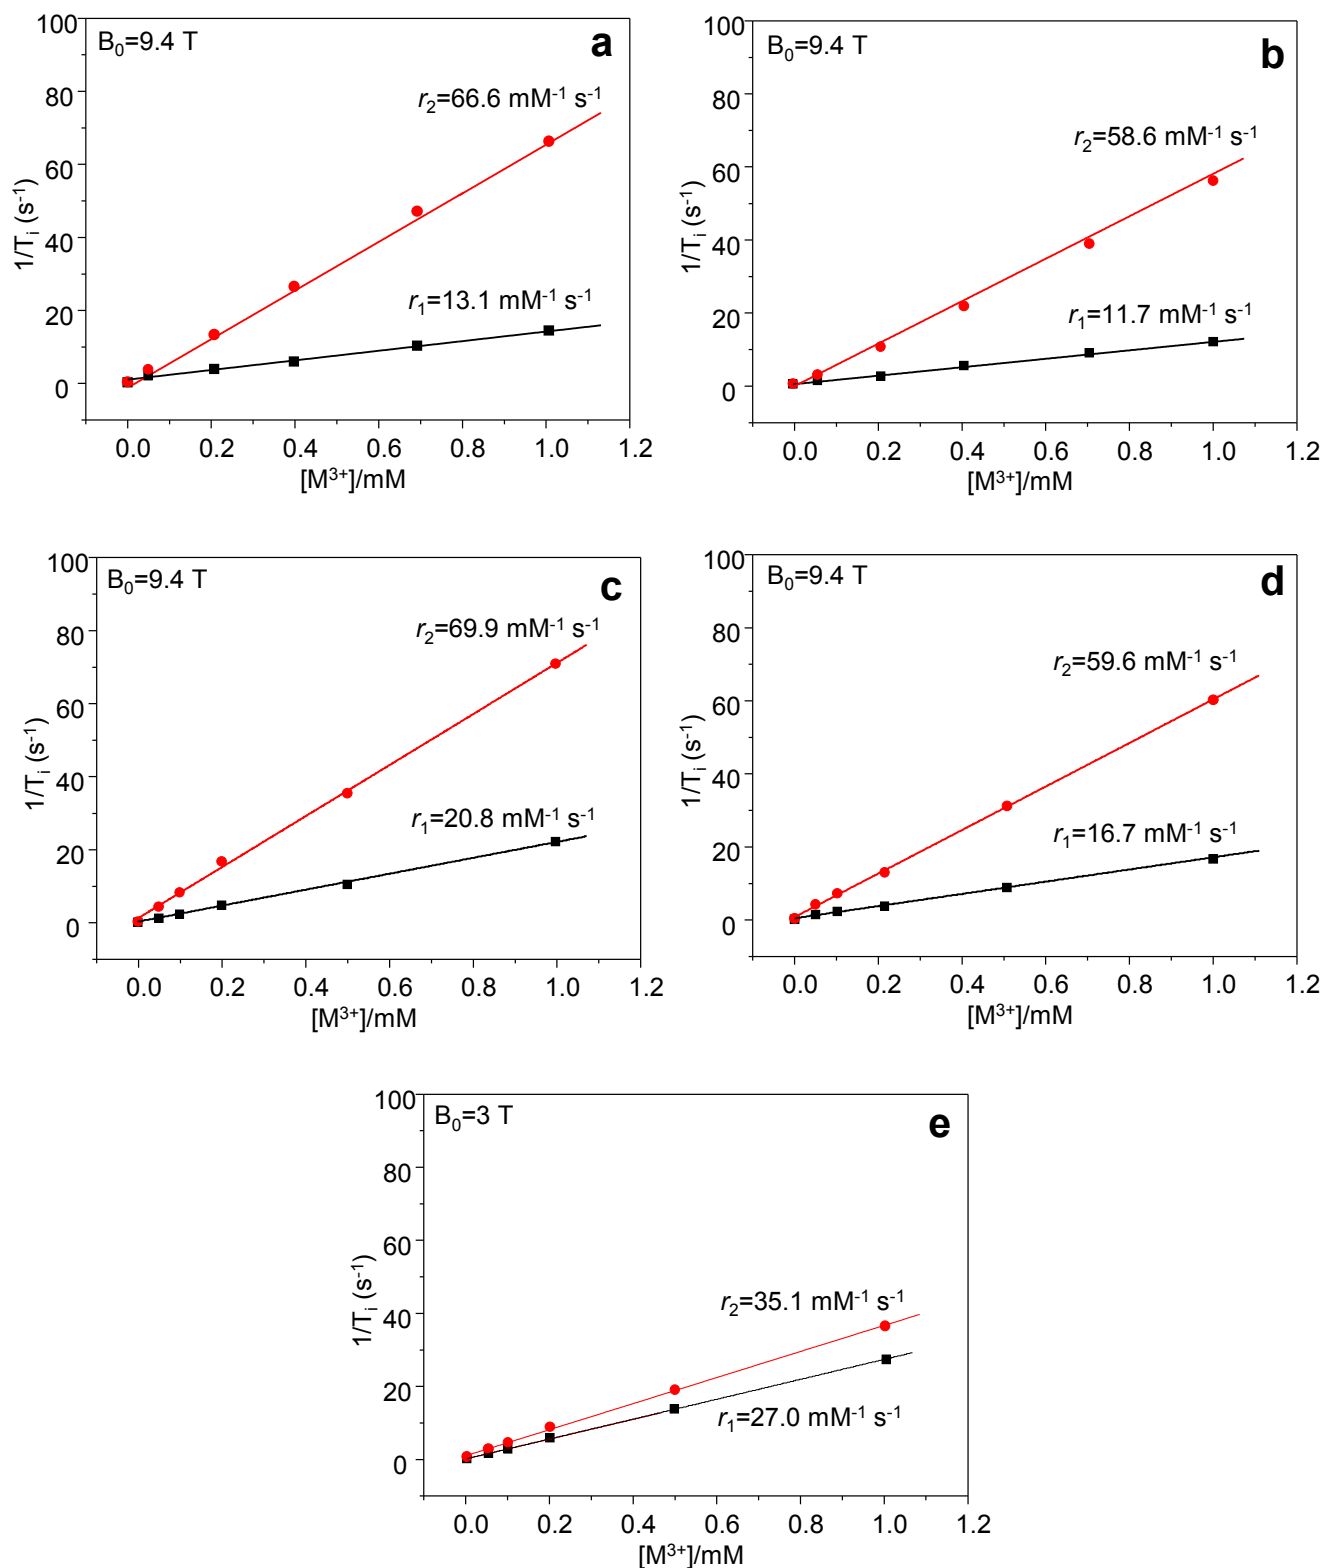 B₀=9.4 T
a
r₂=66.6 mM⁻¹ s⁻¹
r₁=13.1 mM⁻¹ s⁻¹
1/Tᵢ (s⁻¹)
100
80
60
40
20
0
0.0 0.2 0.4 0.6 0.8 1.0 1.2
[M³⁺]/mM
B₀=9.4 T
b
r₂=58.6 mM⁻¹ s⁻¹
r₁=11.7 mM⁻¹ s⁻¹
1/Tᵢ (s⁻¹)
100
80
60
40
20
0
0.0 0.2 0.4 0.6 0.8 1.0 1.2
[M³⁺]/mM
B₀=9.4 T
c
r₂=69.9 mM⁻¹ s⁻¹
r₁=20.8 mM⁻¹ s⁻¹
1/Tᵢ (s⁻¹)
100
80
60
40
20
0
0.0 0.2 0.4 0.6 0.8 1.0 1.2
[M³⁺]/mM
B₀=9.4 T
d
r₂=59.6 mM⁻¹ s⁻¹
r₁=16.7 mM⁻¹ s⁻¹
1/Tᵢ (s⁻¹)
100
80
60
40
20
0
0.0 0.2 0.4 0.6 0.8 1.0 1.2
[M³⁺]/mM
B₀=3 T
e
r₂=35.1 mM⁻¹ s⁻¹
r₁=27.0 mM⁻¹ s⁻¹
1/Tᵢ (s⁻¹)
100
80
60
40
20
0
0.0 0.2 0.4 0.6 0.8 1.0 1.2
[M³⁺]/mM